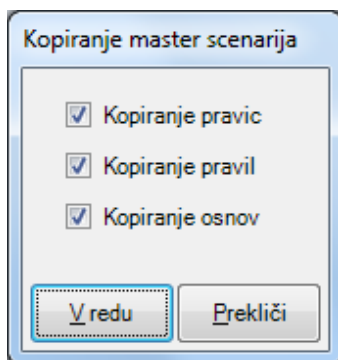 Kopiranje master scenarija
Kopiranje pravic
Kopiranje pravil
Kopiranje osnov
V redu
Prekliči